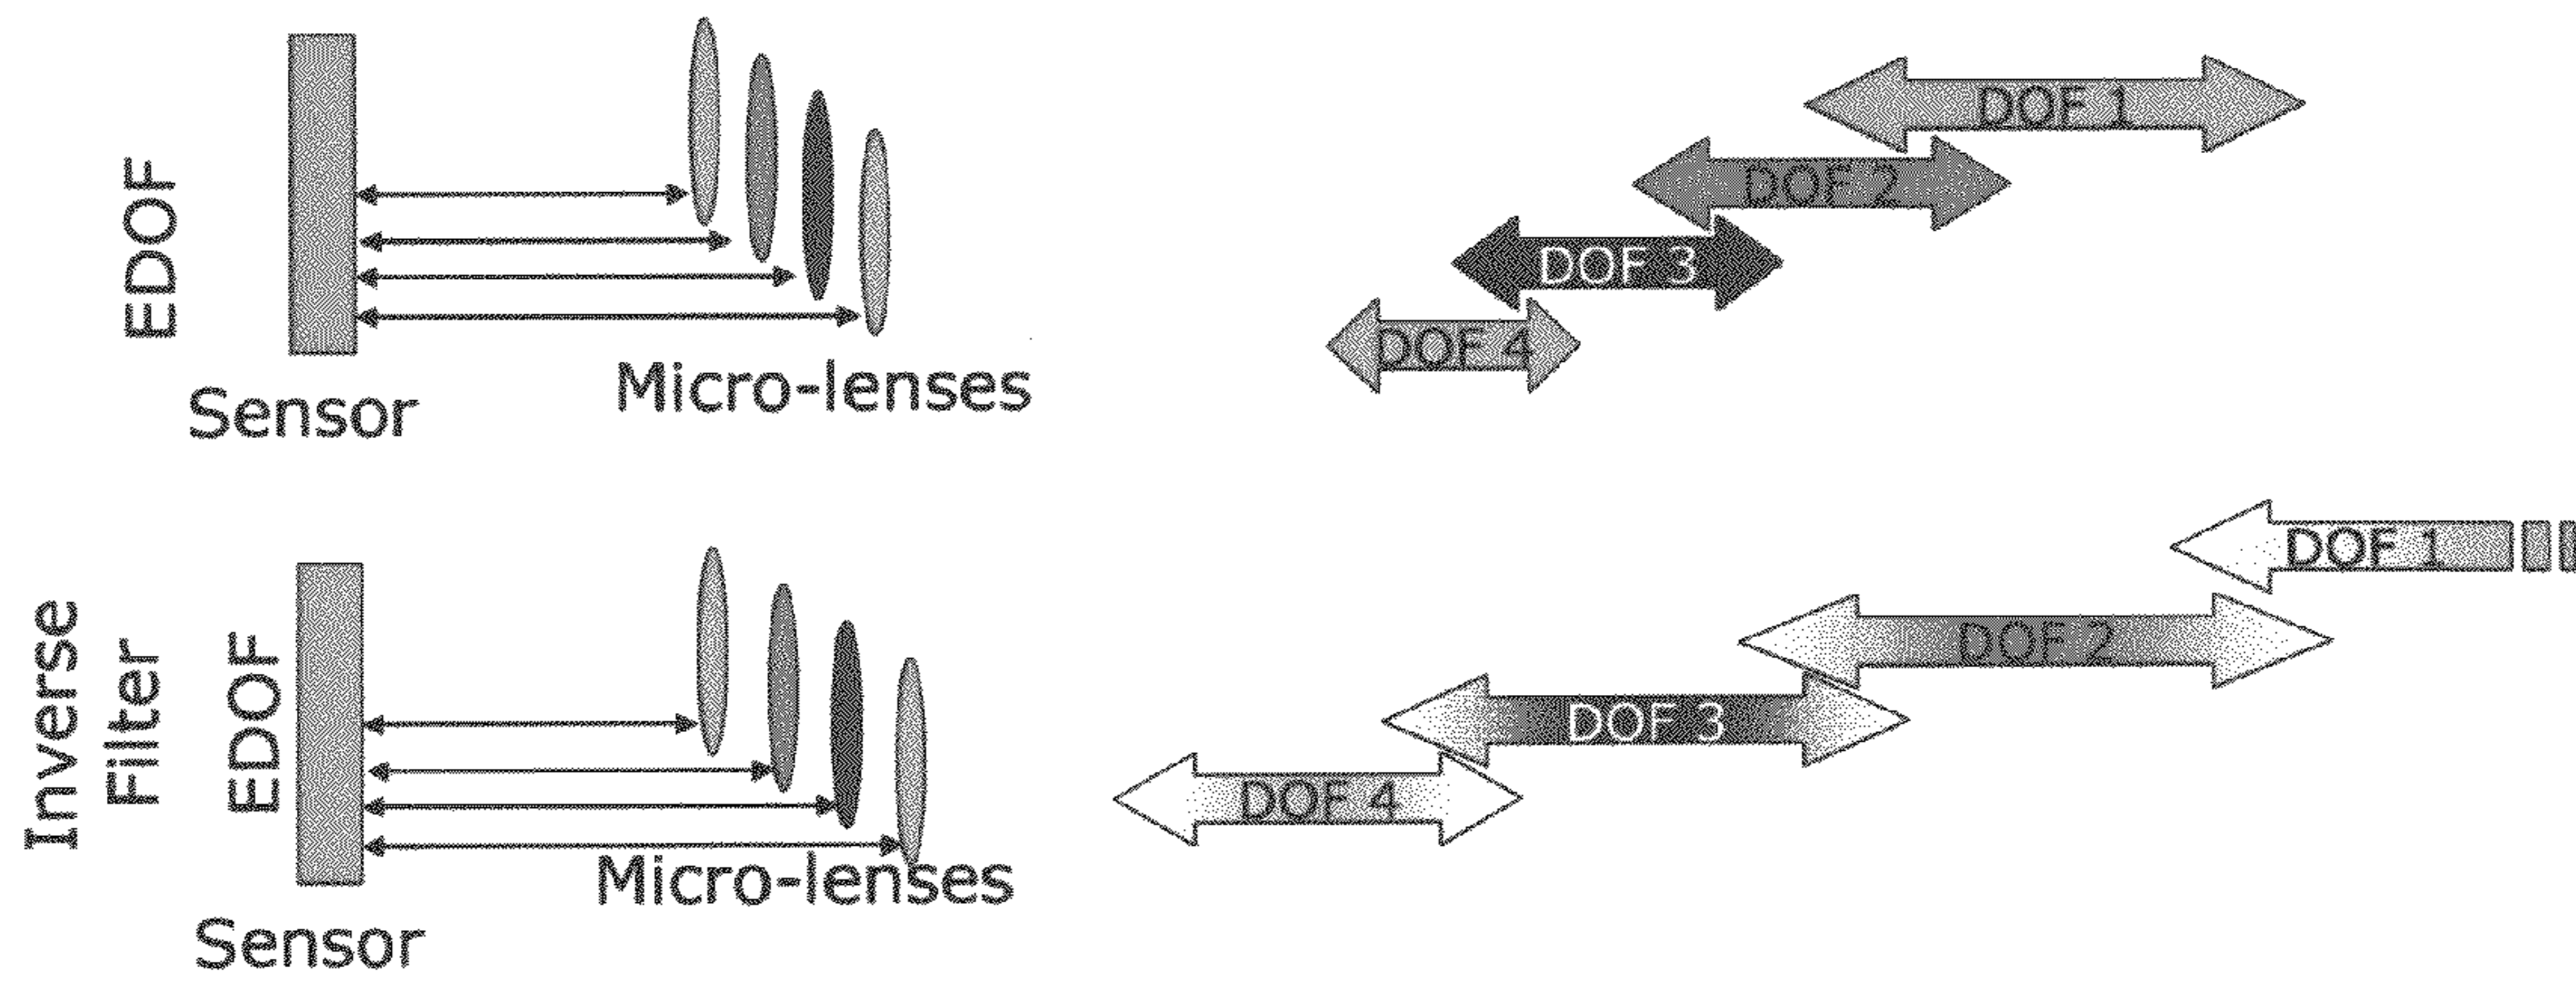 EDOF
Sensor
Micro-lenses
DOF 1
DOF 2
DOF 3
DOF 4
Inverse
Filter
EDOF
Sensor
Micro-lenses
DOF 1
DOF 2
DOF 3
DOF 4